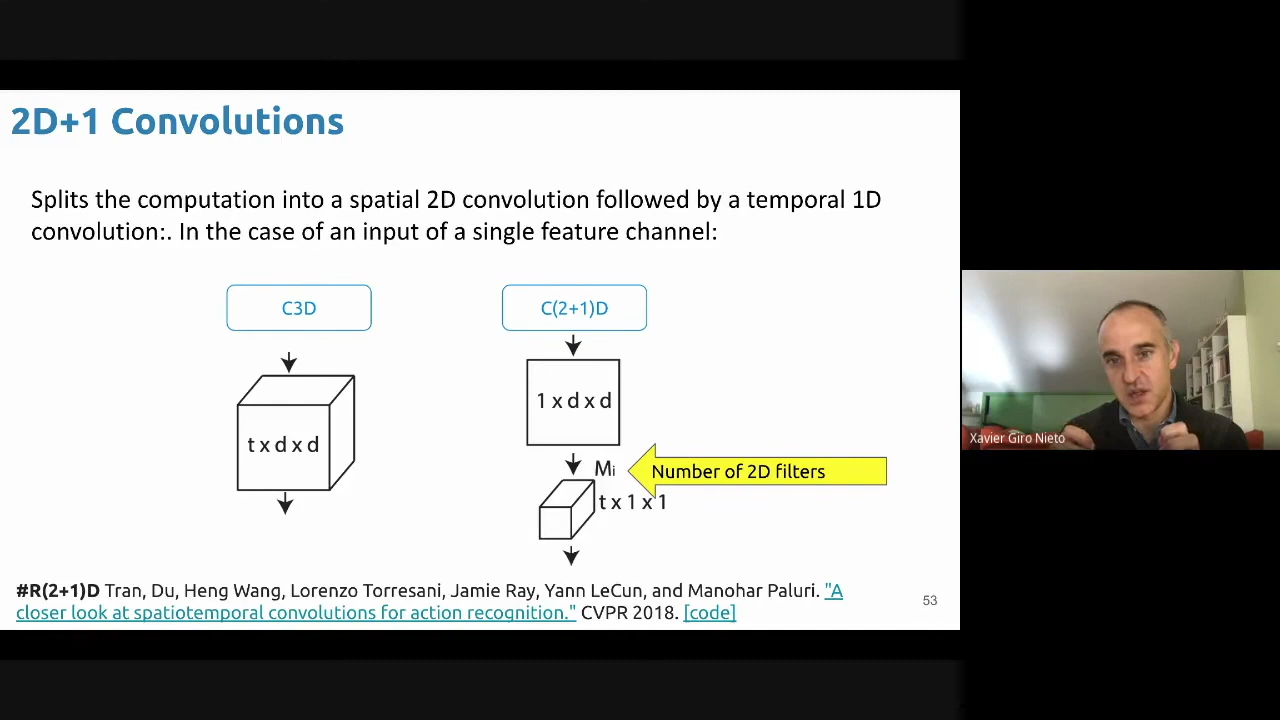 2D+1 Convolutions
Splits the computation into a spatial 2D convolution followed by a temporal 1D
convolution:. In the case of an input of a single feature channel:
C3D
C(2+1)D
t x d x d
1 x d x d
Mi
Number of 2D filters
t x 1 x 1
Xavier Giro Nieto
#R(2+1)D Tran, Du, Heng Wang, Lorenzo Torresani, Jamie Ray, Yann LeCun, and Manohar Paluri. "A
closer look at spatiotemporal convolutions for action recognition." CVPR 2018. [code]
53